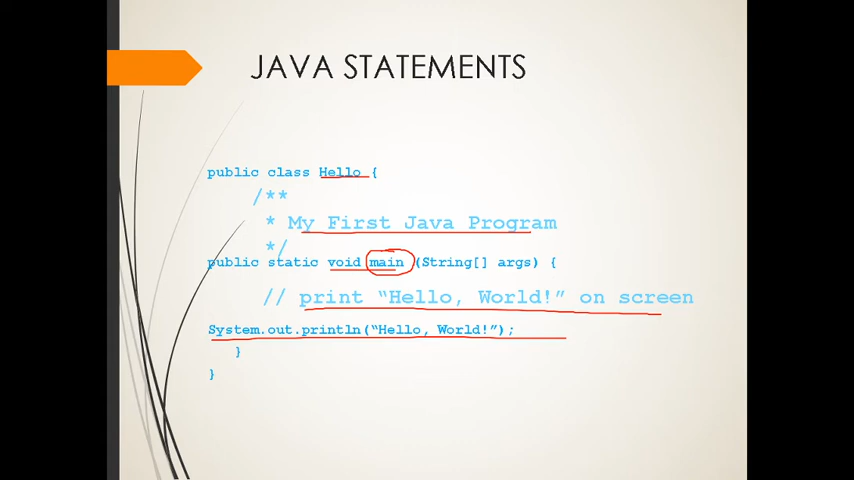 JAVA STATEMENTS
public class Hello {
/**
* My First Java Program
*/
public static void main (String[] args) {
// print “Hello, World!” on screen
System.out.println(“Hello, World!”);
}
}